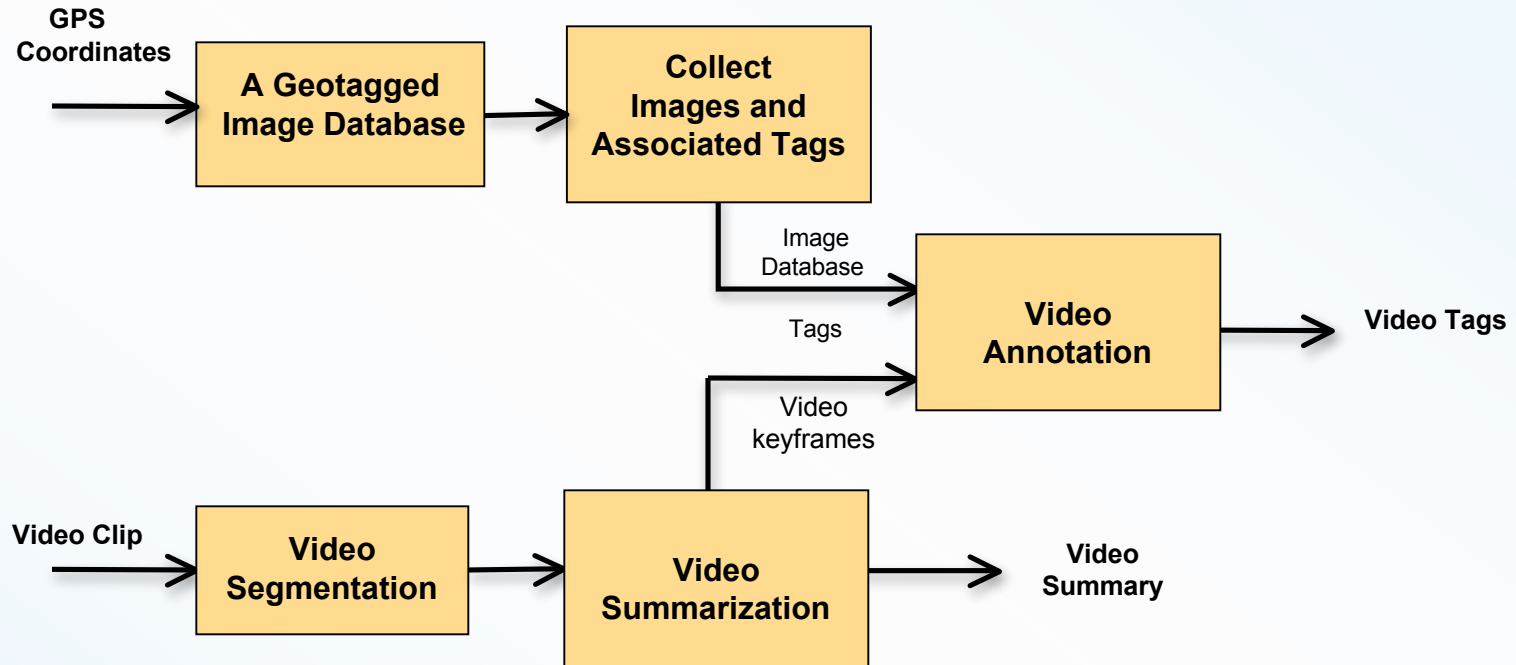 GPS
Coordinates
A Geotagged
Image Database
Collect
Images and
Associated Tags
Image
Database
Tags
Video
Annotation
Video Tags
Video
keyframes
Video Clip
Video
Segmentation
Video
Summarization
Video
Summary